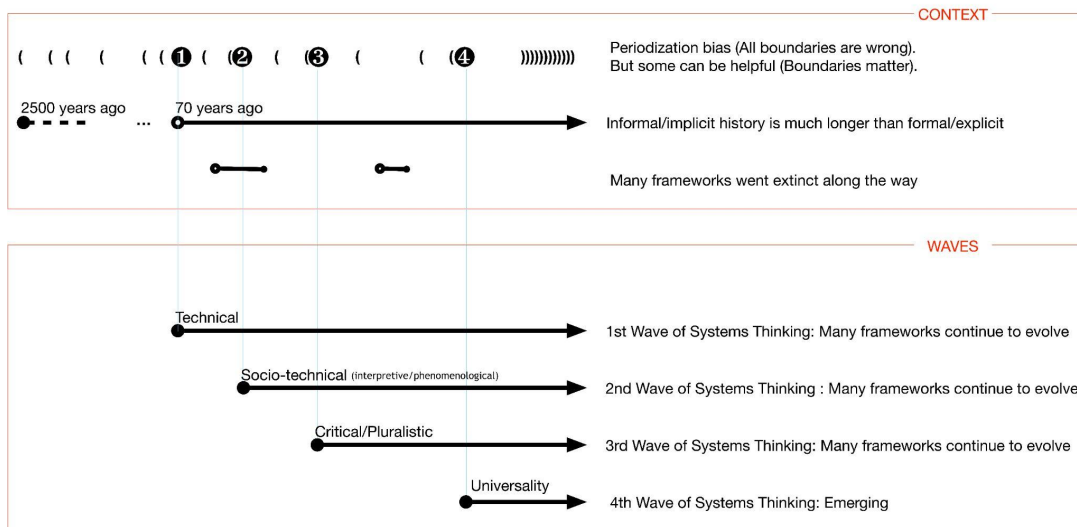 CONTEXT
( ( ( ( ( ( ❶ ( (❷ ( (❸ ( ( (❹ )))))))))))
Periodization bias (All boundaries are wrong).
But some can be helpful (Boundaries matter).
2500 years ago
...
70 years ago
Informal/implicit history is much longer than formal/explicit
Many frameworks went extinct along the way
WAVES
Technical
1st Wave of Systems Thinking: Many frameworks continue to evolve
Socio-technical (interpretive/phenomenological)
2nd Wave of Systems Thinking : Many frameworks continue to evolve
Critical/Pluralistic
3rd Wave of Systems Thinking: Many frameworks continue to evolve
Universality
4th Wave of Systems Thinking: Emerging